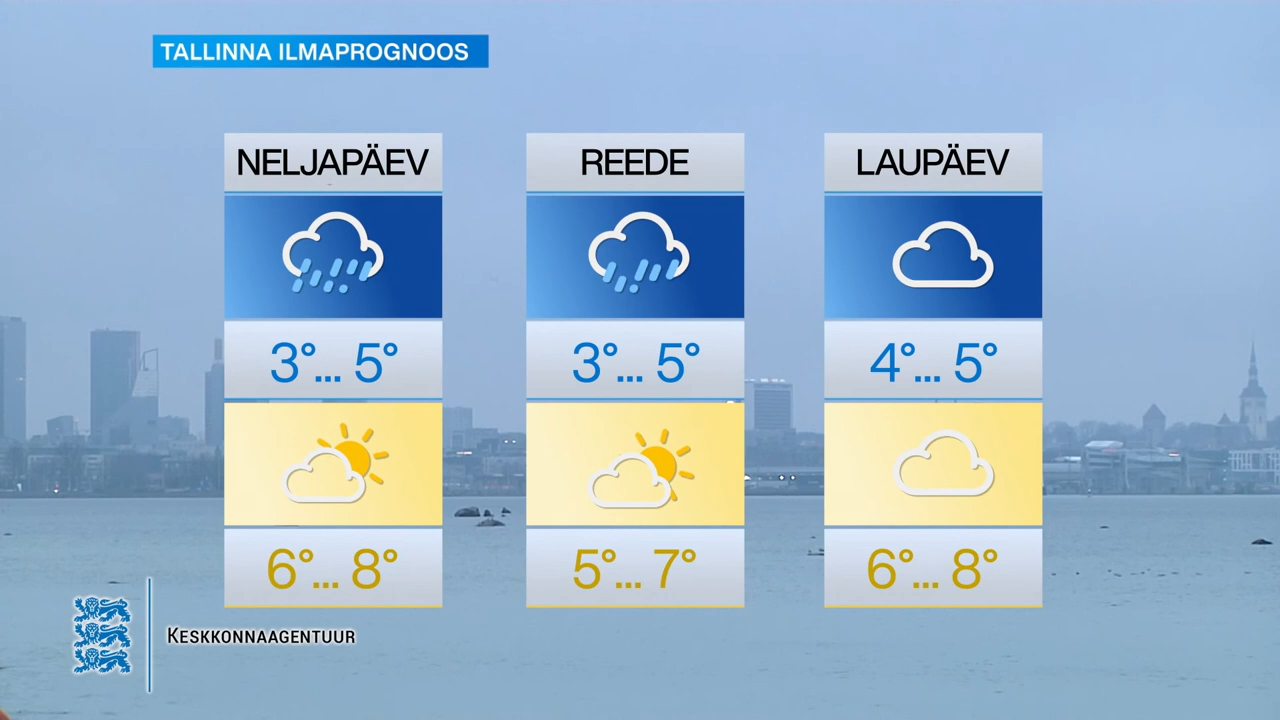 TALLINNA ILMAPROGNOOS
NELJAPÄEV
3°... 5°
6°... 8°
REEDE
3°... 5°
5°... 7°
LAUPÄEV
4°... 5°
6°... 8°
KESKKONNAAGENTUUR